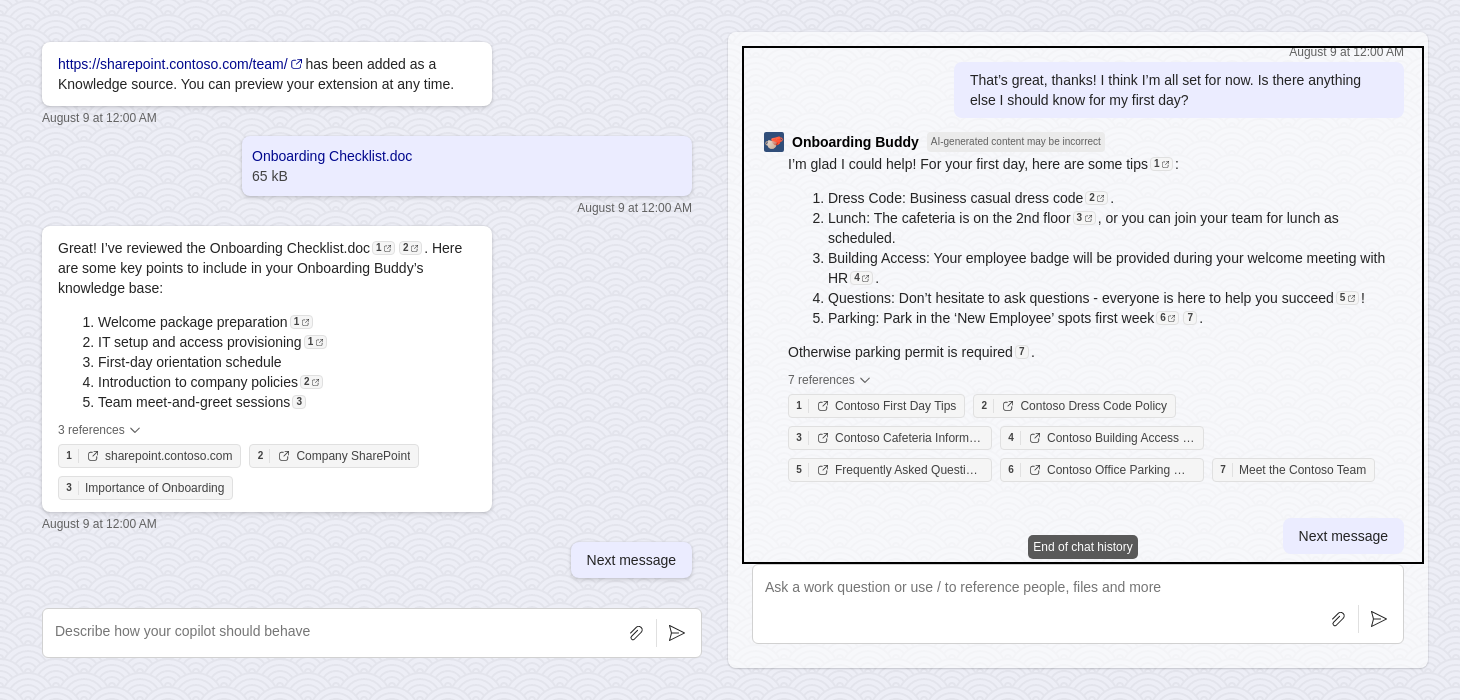 https://sharepoint.contoso.com/team/ has been added as a
Knowledge source. You can preview your extension at any time.
August 9 at 12:00 AM
Onboarding Checklist.doc
65 kB
August 9 at 12:00 AM
Great! I’ve reviewed the Onboarding Checklist.doc 1 2 . Here
are some key points to include in your Onboarding Buddy’s
knowledge base:
1. Welcome package preparation 1
2. IT setup and access provisioning 1
3. First-day orientation schedule
4. Introduction to company policies 2
5. Team meet-and-greet sessions 3
3 references
1 sharepoint.contoso.com 2 Company SharePoint
3 Importance of Onboarding
August 9 at 12:00 AM
Next message
Describe how your copilot should behave
August 9 at 12:00 AM
That’s great, thanks! I think I’m all set for now. Is there anything
else I should know for my first day?
Onboarding Buddy AI-generated content may be incorrect
I’m glad I could help! For your first day, here are some tips 1 :
1. Dress Code: Business casual dress code 2 .
2. Lunch: The cafeteria is on the 2nd floor 3 , or you can join your team for lunch as
scheduled.
3. Building Access: Your employee badge will be provided during your welcome meeting with
HR 4 .
4. Questions: Don’t hesitate to ask questions - everyone is here to help you succeed 5 !
5. Parking: Park in the ‘New Employee’ spots first week 6 7 .
Otherwise parking permit is required 7 .
7 references
1 Contoso First Day Tips 2 Contoso Dress Code Policy
3 Contoso Cafeteria Inform… 4 Contoso Building Access …
5 Frequently Asked Questi… 6 Contoso Office Parking … 7 Meet the Contoso Team
Next message
End of chat history
Ask a work question or use / to reference people, files and more